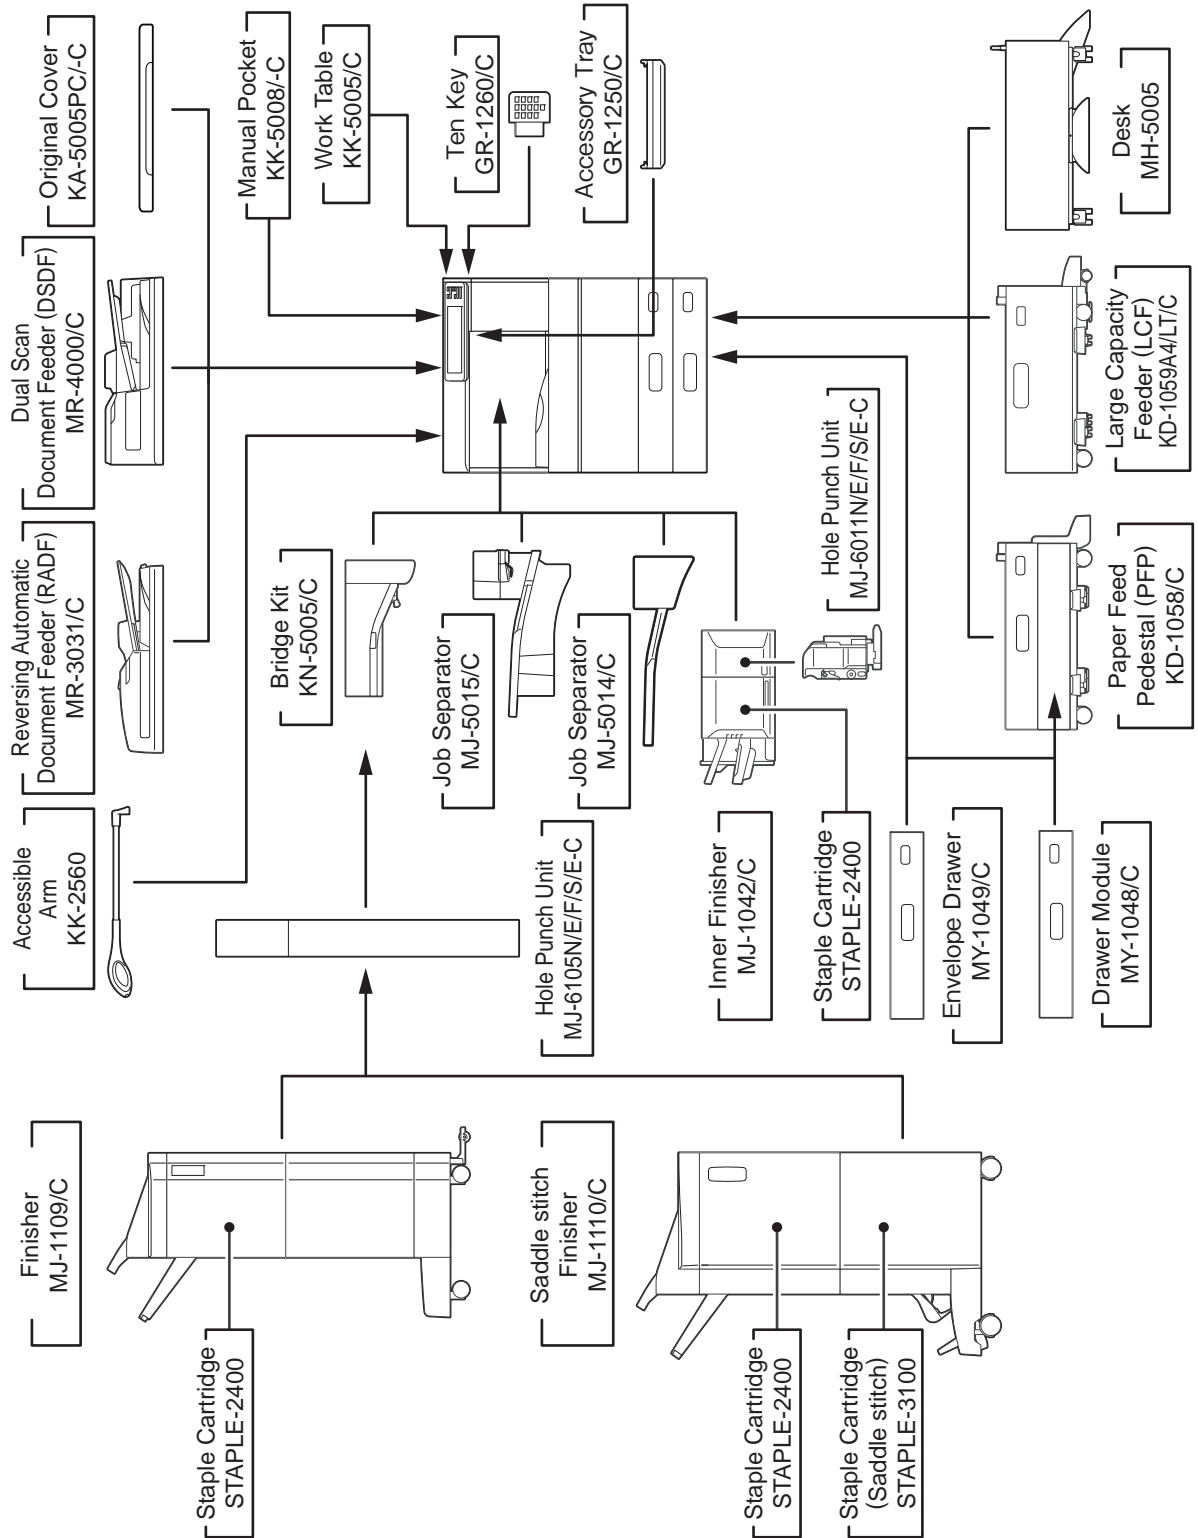 Accessible
Arm
KK-2560
Reversing Automatic
Document Feeder (RADF)
MR-3031/C
Dual Scan
Document Feeder (DSDF)
MR-4000/C
Original Cover
KA-5005PC/-C
Manual Pocket
KK-5008/-C
Work Table
KK-5005/C
Ten Key
GR-1260/C
Accessory Tray
GR-1250/C
Finisher
MJ-1109/C
Staple Cartridge
STAPLE-2400
Saddle stitch
Finisher
MJ-1110/C
Staple Cartridge
STAPLE-2400
Staple Cartridge
(Saddle stitch)
STAPLE-3100
Hole Punch Unit
MJ-6105N/E/F/S/E-C
Bridge Kit
KN-5005/C
Job Separator
MJ-5015/C
Job Separator
MJ-5014/C
Inner Finisher
MJ-1042/C
Staple Cartridge
STAPLE-2400
Hole Punch Unit
MJ-6011N/E/F/S/E-C
Envelope Drawer
MY-1049/C
Drawer Module
MY-1048/C
Paper Feed
Pedestal (PFP)
KD-1058/C
Large Capacity
Feeder (LCF)
KD-1059A4/LT/C
Desk
MH-5005